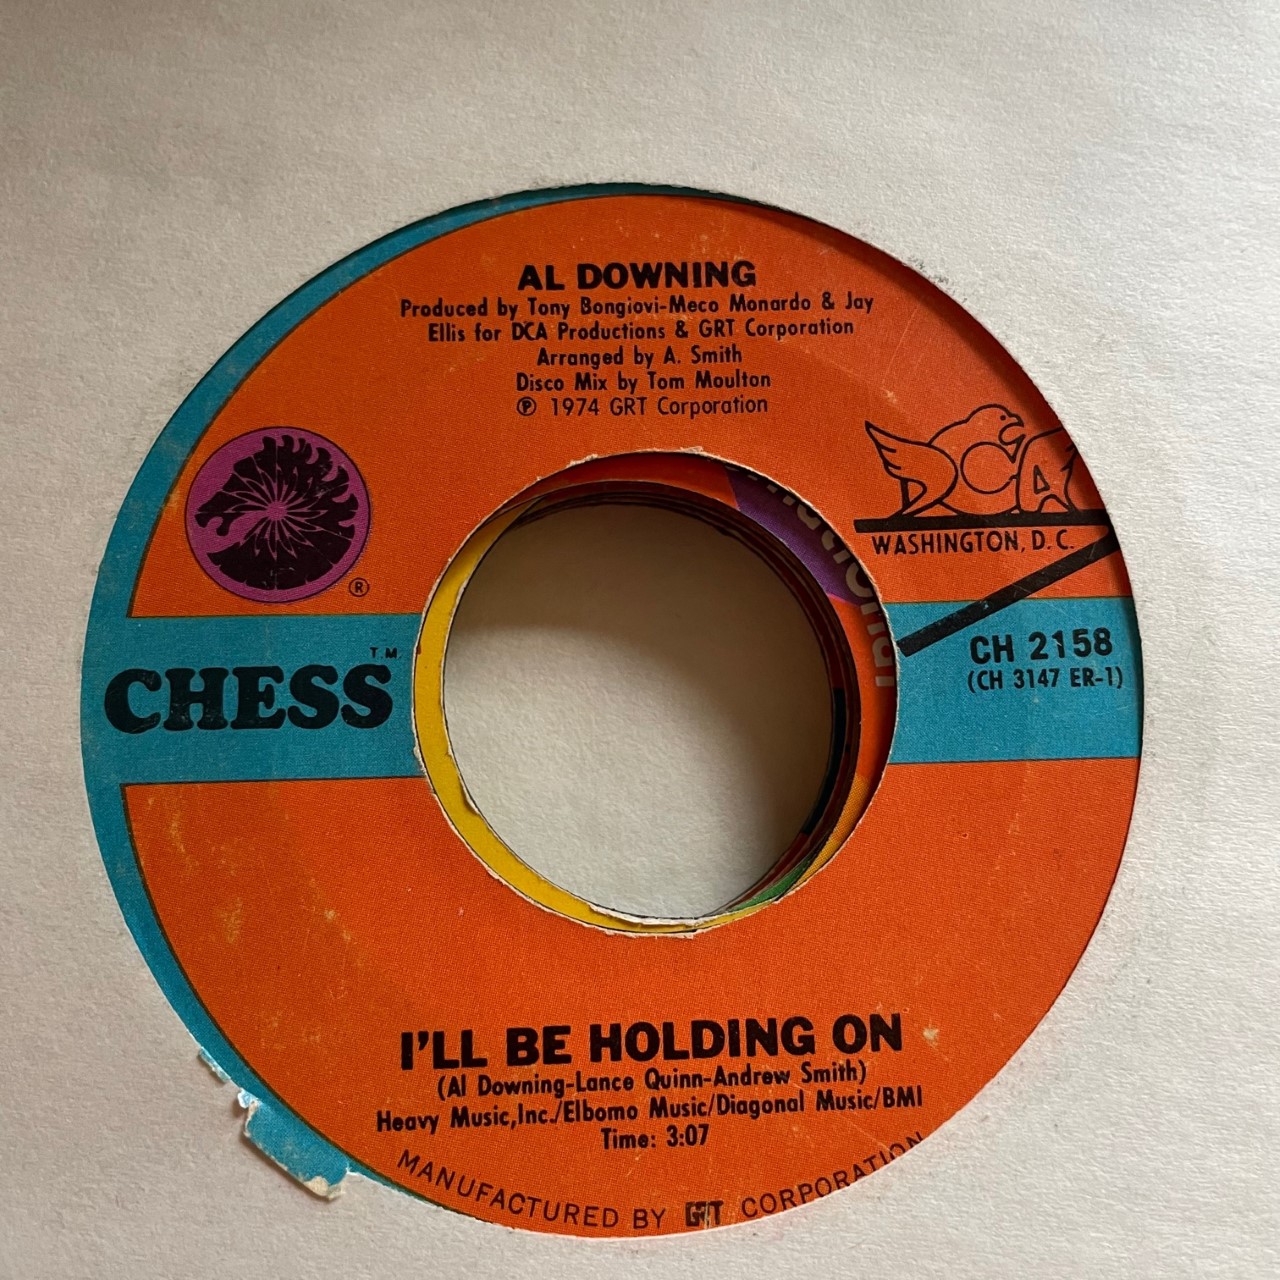 AL DOWNING
Produced by Tony Bongiovi-Meco Monardo & Jay
Ellis for DCA Productions & GRT Corporation
Arranged by A. Smith
Disco Mix by Tom Moulton
℗ 1974 GRT Corporation
DCA
WASHINGTON, D.C.
®
T.M.
CHESS
CH 2158
(CH 3147 ER-1)
I'LL BE HOLDING ON
(Al Downing-Lance Quinn-Andrew Smith)
Heavy Music,Inc./Elbomo Music/Diagonal Music/BMI
Time: 3:07
MANUFACTURED BY GRT CORPORATION